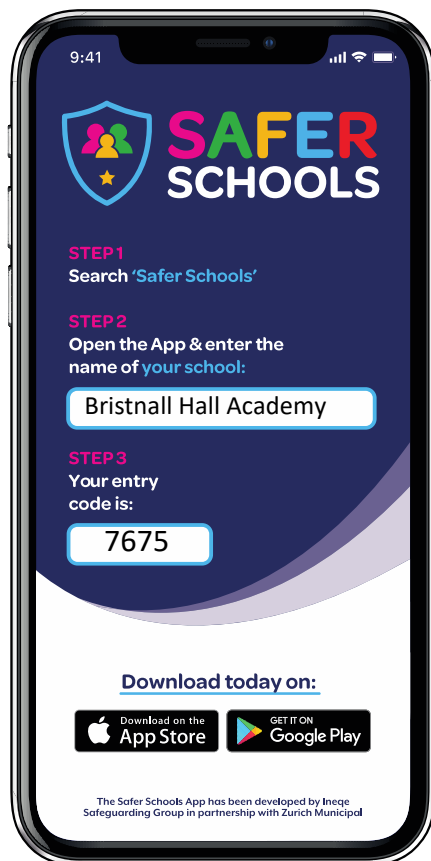 9:41
SAFER
SCHOOLS
STEP 1
Search 'Safer Schools'
STEP 2
Open the App & enter the
name of your school:
Bristnall Hall Academy
STEP 3
Your entry
code is:
7675
Download today on:
Download on the
App Store
GET IT ON
Google Play
The Safer Schools App has been developed by Ineqe
Safeguarding Group in partnership with Zurich Municipal